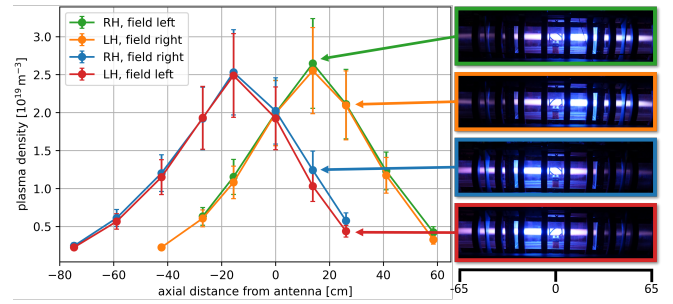 RH, field left
LH, field right
RH, field right
LH, field left
3.0
2.5
2.0
1.5
1.0
0.5
plasma density [10¹⁹ m⁻³]
−80 −60 −40 −20 0 20 40 60
axial distance from antenna [cm]
-65 0 65